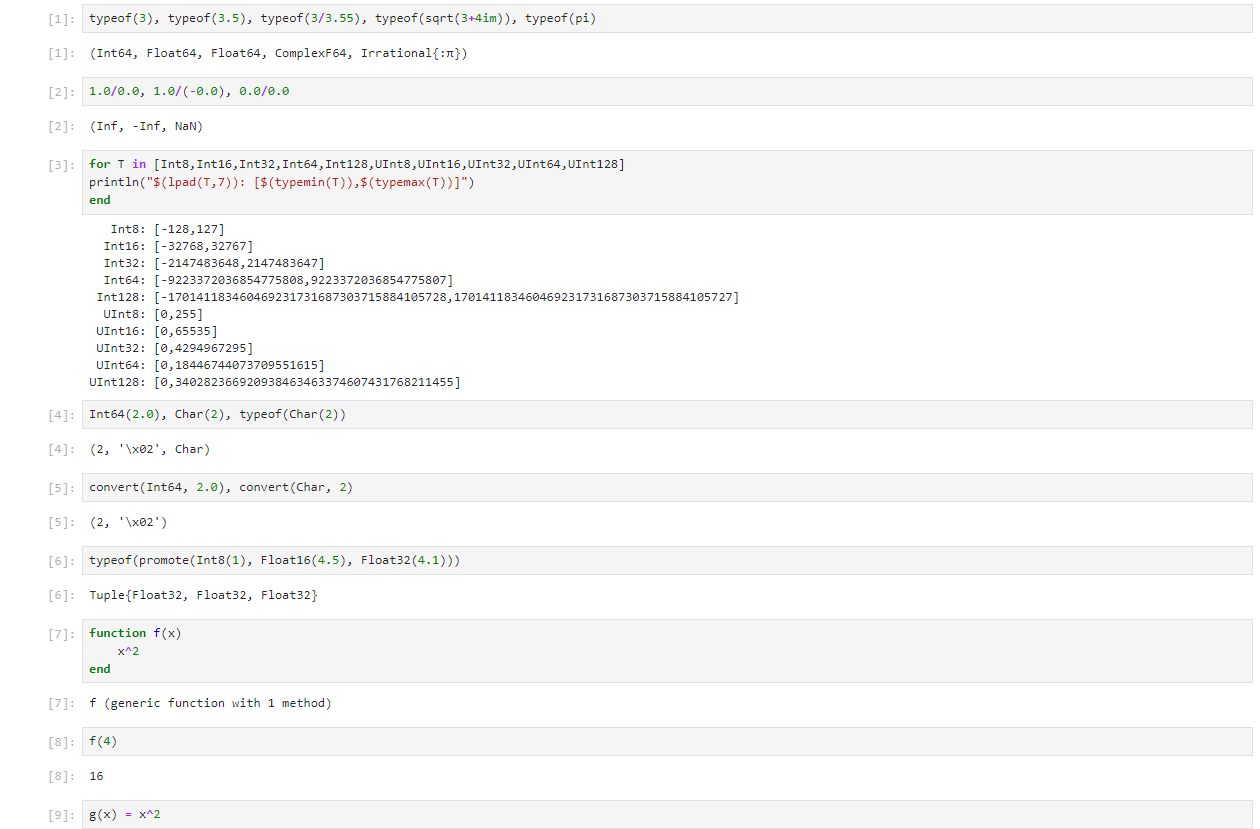 [1]: typeof(3), typeof(3.5), typeof(3/3.55), typeof(sqrt(3+4im)), typeof(pi)
[1]: (Int64, Float64, Float64, ComplexF64, Irrational{:π})
[2]: 1.0/0.0, 1.0/(-0.0), 0.0/0.0
[2]: (Inf, -Inf, NaN)
[3]: for T in [Int8,Int16,Int32,Int64,Int128,UInt8,UInt16,UInt32,UInt64,UInt128]
println("$(lpad(T,7)): [$(typemin(T)),$(typemax(T))]")
end
Int8: [-128,127]
Int16: [-32768,32767]
Int32: [-2147483648,2147483647]
Int64: [-9223372036854775808,9223372036854775807]
Int128: [-170141183460469231731687303715884105728,170141183460469231731687303715884105727]
UInt8: [0,255]
UInt16: [0,65535]
UInt32: [0,4294967295]
UInt64: [0,18446744073709551615]
UInt128: [0,340282366920938463463374607431768211455]
[4]: Int64(2.0), Char(2), typeof(Char(2))
[4]: (2, '\x02', Char)
[5]: convert(Int64, 2.0), convert(Char, 2)
[5]: (2, '\x02')
[6]: typeof(promote(Int8(1), Float16(4.5), Float32(4.1)))
[6]: Tuple{Float32, Float32, Float32}
[7]: function f(x)
x^2
end
[7]: f (generic function with 1 method)
[8]: f(4)
[8]: 16
[9]: g(x) = x^2